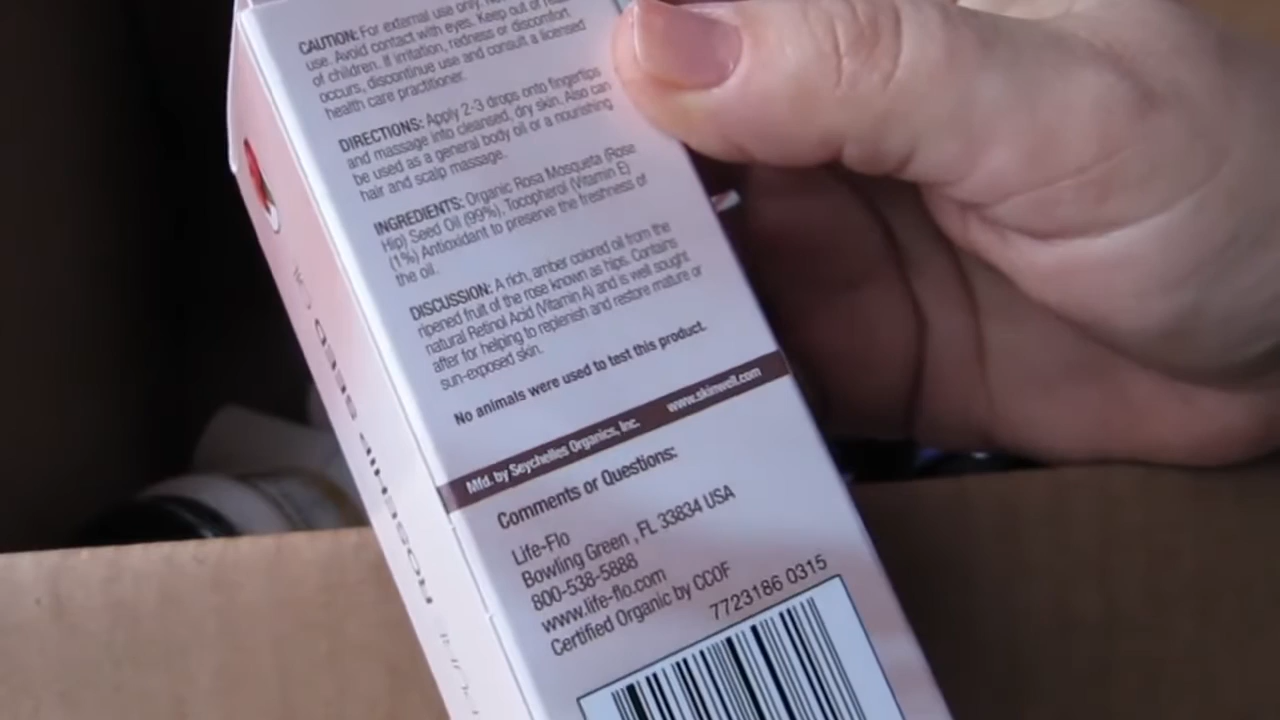 CAUTION: For external use only.
use. Avoid contact with eyes. Keep out of
of children. If irritation, redness or discomfort
occurs, discontinue use and consult a licensed
health care practitioner.
DIRECTIONS: Apply 2-3 drops onto fingertips
and massage into cleansed, dry skin. Also can
be used as a general body oil or a nourishing
hair and scalp massage.
INGREDIENTS: Organic Rosa Mosqueta (Rose
Hip) Seed Oil (99%), Tocopherol (Vitamin E)
(1%) Antioxidant to preserve the freshness of
the oil.
DISCUSSION: A rich, amber colored oil from the
ripened fruit of the rose known as hips. Contains
natural Retinol Acid (Vitamin A) and is well sought
after for helping to replenish and restore mature or
sun-exposed skin.
No animals were used to test this product.
Mfd. by Seychelles Organics, Inc. www.skinwell.com
Comments or Questions:
Life-Flo
Bowling Green , FL 33834 USA
800-538-5888
www.life-flo.com
Certified Organic by CCOF
7723186 0315
ROSEHIP SEED